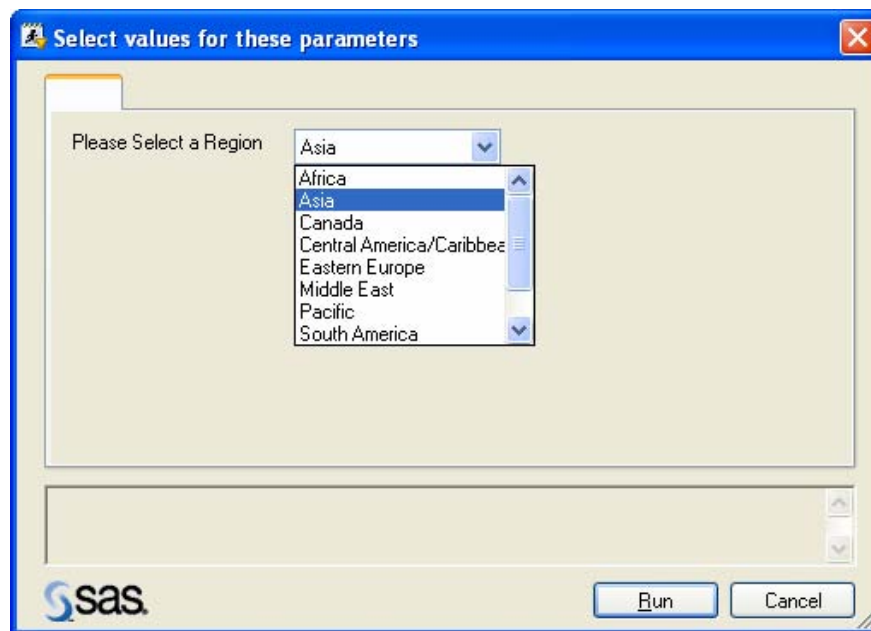 Select values for these parameters
Please Select a Region
Asia
Africa
Asia
Canada
Central America/Caribbea
Eastern Europe
Middle East
Pacific
South America
sas.
Run
Cancel